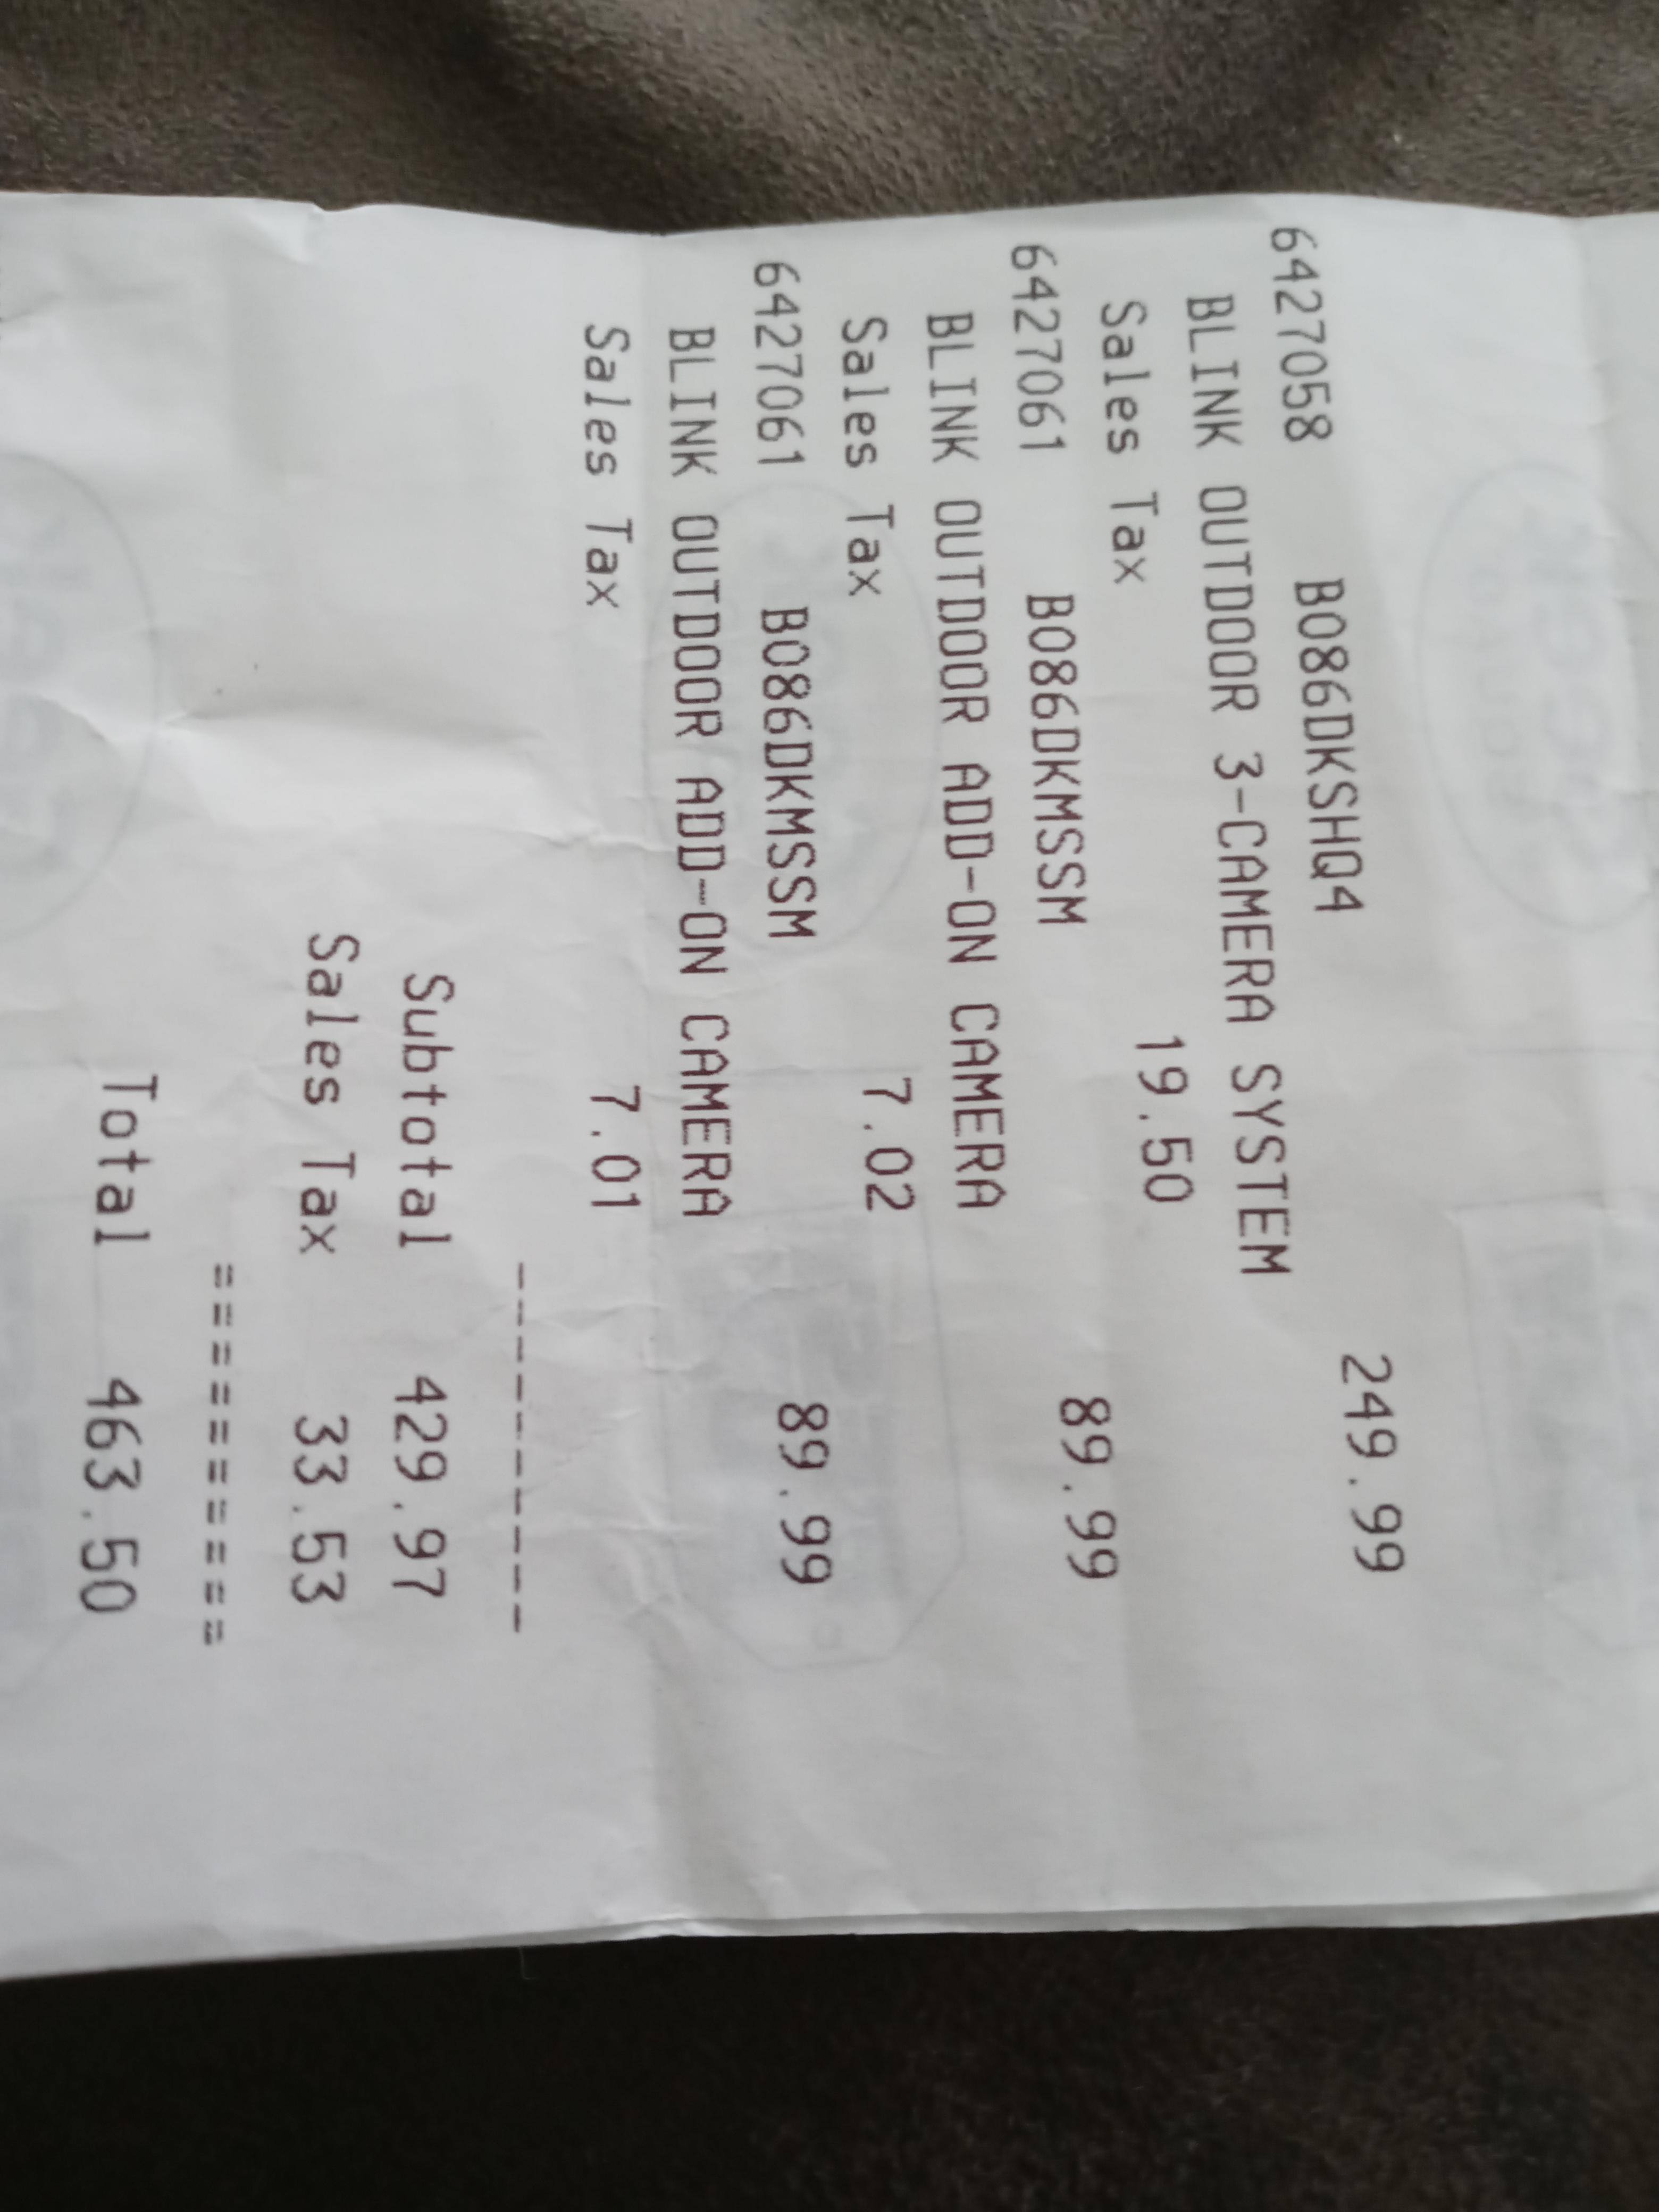 6427058 B086DKSHQ4 249.99
BLINK OUTDOOR 3-CAMERA SYSTEM
Sales Tax 19.50
6427061 B086DKMSSM 89.99
BLINK OUTDOOR ADD-ON CAMERA
Sales Tax 7.02
6427061 B086DKMSSM 89.99
BLINK OUTDOOR ADD-ON CAMERA
Sales Tax 7.01
----------
Subtotal 429.97
Sales Tax 33.53
==========
Total 463.50